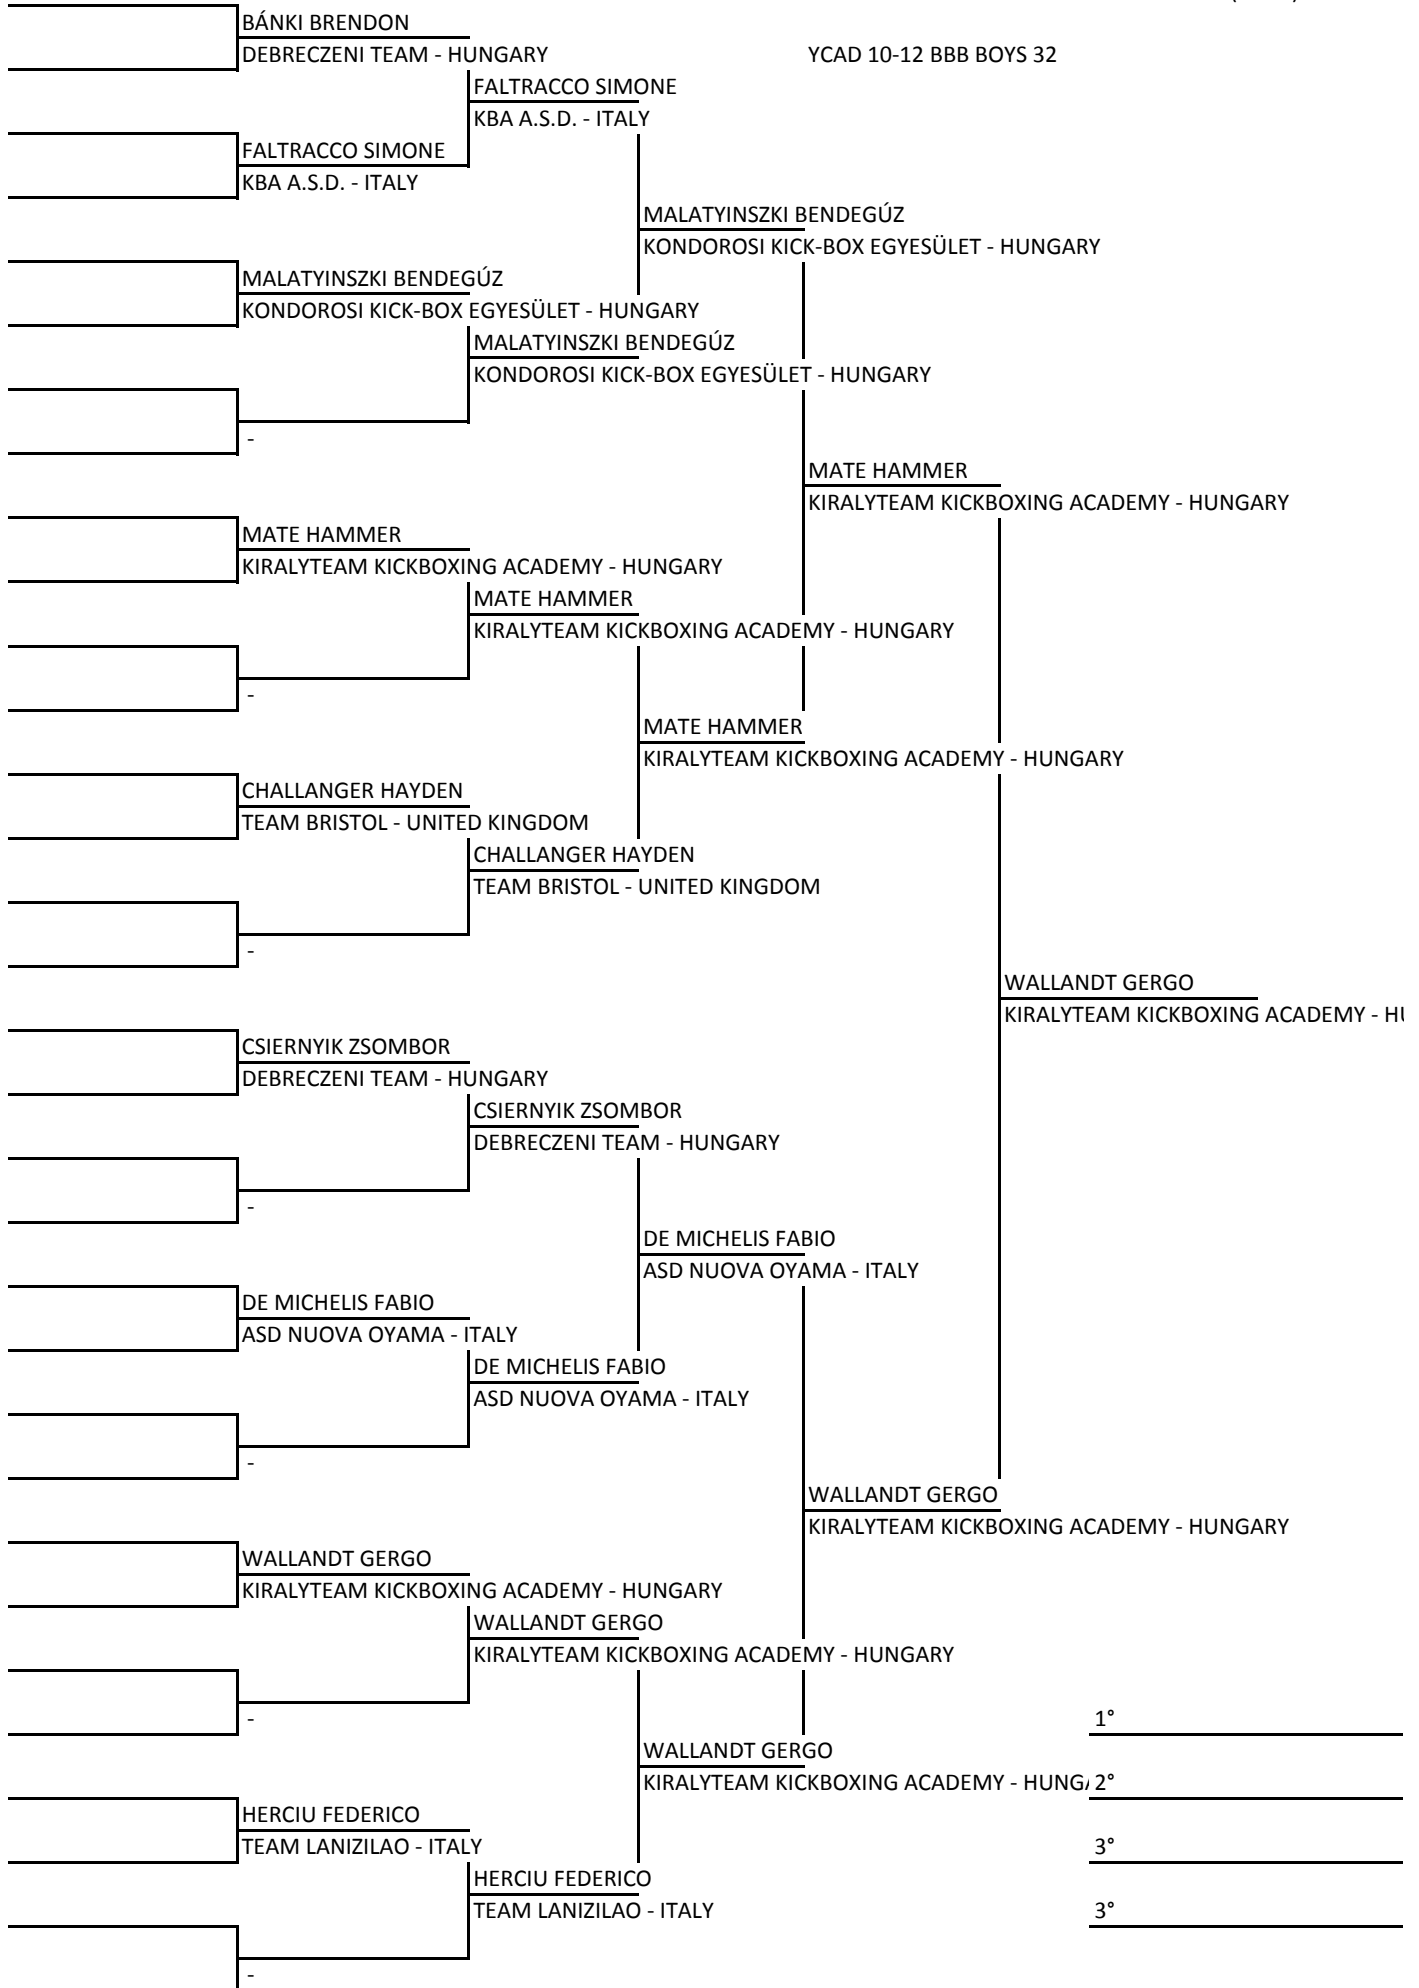 BÁNKI BRENDON
DEBRECZENI TEAM - HUNGARY
YCAD 10-12 BBB BOYS 32
FALTRACCO SIMONE
KBA A.S.D. - ITALY
FALTRACCO SIMONE
KBA A.S.D. - ITALY
MALATYINSZKI BENDEGÚZ
KONDOROSI KICK-BOX EGYESÜLET - HUNGARY
MALATYINSZKI BENDEGÚZ
KONDOROSI KICK-BOX EGYESÜLET - HUNGARY
MALATYINSZKI BENDEGÚZ
KONDOROSI KICK-BOX EGYESÜLET - HUNGARY
-
MATE HAMMER
KIRALYTEAM KICKBOXING ACADEMY - HUNGARY
MATE HAMMER
KIRALYTEAM KICKBOXING ACADEMY - HUNGARY
MATE HAMMER
KIRALYTEAM KICKBOXING ACADEMY - HUNGARY
-
MATE HAMMER
KIRALYTEAM KICKBOXING ACADEMY - HUNGARY
CHALLANGER HAYDEN
TEAM BRISTOL - UNITED KINGDOM
CHALLANGER HAYDEN
TEAM BRISTOL - UNITED KINGDOM
-
WALLANDT GERGO
KIRALYTEAM KICKBOXING ACADEMY -
CSIERNYIK ZSOMBOR
DEBRECZENI TEAM - HUNGARY
CSIERNYIK ZSOMBOR
DEBRECZENI TEAM - HUNGARY
-
DE MICHELIS FABIO
ASD NUOVA OYAMA - ITALY
DE MICHELIS FABIO
ASD NUOVA OYAMA - ITALY
DE MICHELIS FABIO
ASD NUOVA OYAMA - ITALY
-
WALLANDT GERGO
KIRALYTEAM KICKBOXING ACADEMY - HUNGARY
WALLANDT GERGO
KIRALYTEAM KICKBOXING ACADEMY - HUNGARY
WALLANDT GERGO
KIRALYTEAM KICKBOXING ACADEMY - HUNGARY
-
1°
WALLANDT GERGO
KIRALYTEAM KICKBOXING ACADEMY - HUNGA
2°
HERCIU FEDERICO
TEAM LANIZILAO - ITALY
3°
HERCIU FEDERICO
TEAM LANIZILAO - ITALY
3°
-